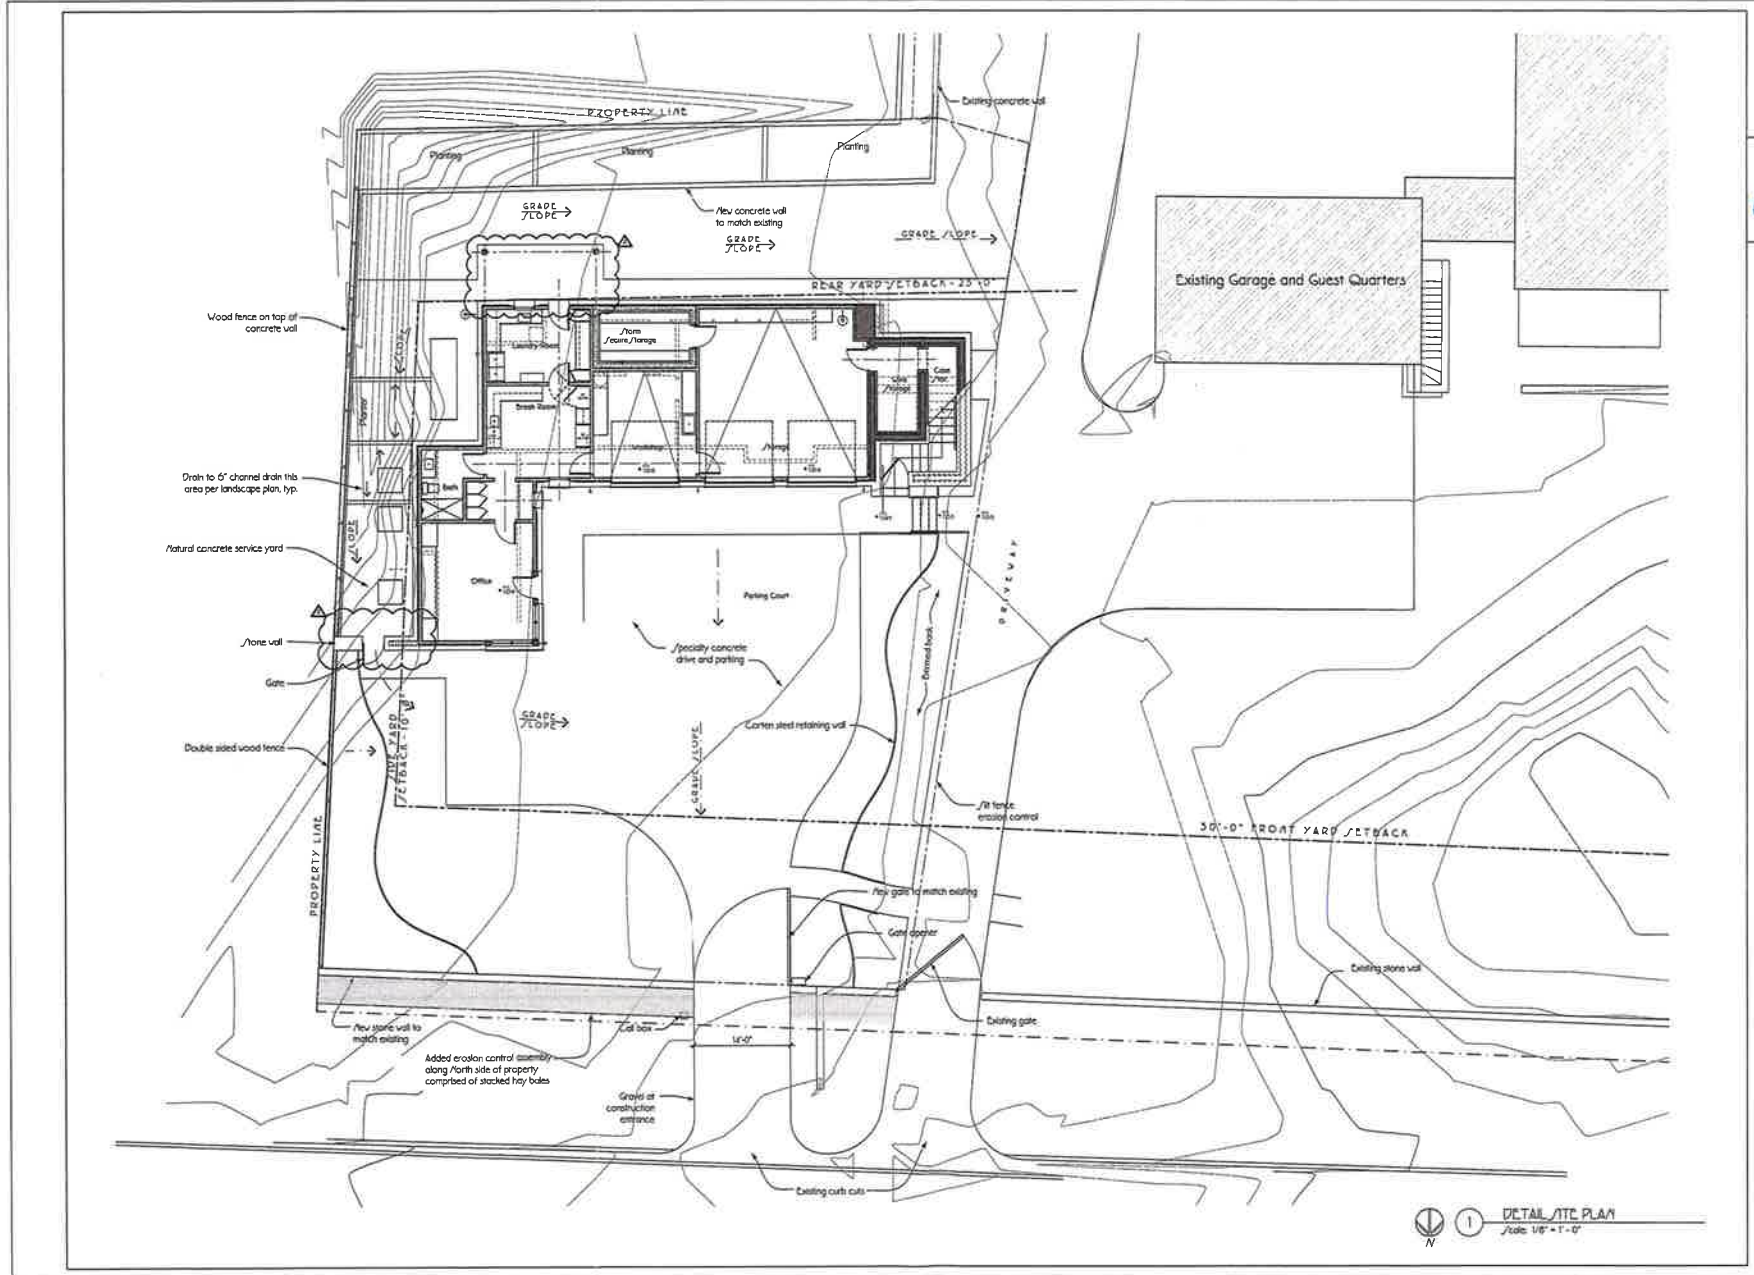 Existing concrete wall
PROPERTY LINE
Planting
Planting
Planting
GRADE
SLOPE
New concrete wall
to match existing
GRADE
SLOPE
GRADE SLOPE
Existing Garage and Guest Quarters
REAR YARD SETBACK - 25'-0"
Wood fence on top of
concrete wall
SLOPE
Storm
Secure Storage
Laundry Room
Storage
Break Room
Planter
Workshop
Storage
Drain to 6" channel drain this
area per landscape plan, typ.
Bath
SLOPE
Natural concrete service yard
Office
Parking Court
DRIVEWAY
Stone wall
Specialty concrete
drive and parking
Bermed bank
Gate
GRADE
SLOPE
Corten steel retaining wall
GRADE SLOPE
Double sided wood fence
SIDE YARD
SETBACK - 10'-0"
Silt fence
erosion control
30'-0" FRONT YARD SETBACK
PROPERTY LINE
New gate to match existing
Gate opener
Existing stone wall
Existing gate
New stone wall to
match existing
Call box
14'-0"
Added erosion control assembly
along North side of property
comprised of stacked hay bales
Gravel at
construction
entrance
Existing curb cuts
N
1
DETAIL SITE PLAN
Scale: 1/8" = 1'-0"